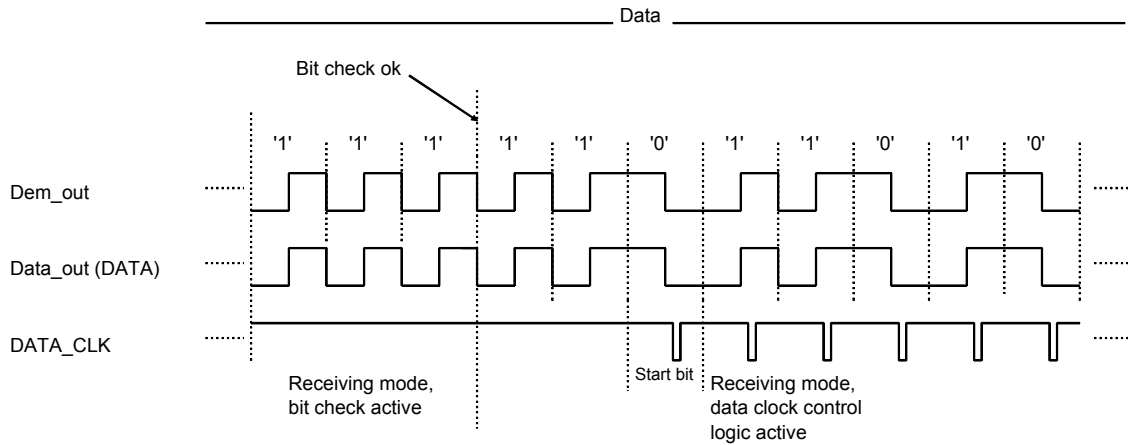 Data
Bit check ok
'1' '1' '1' '1' '1' '0' '1' '1' '0' '1' '0'
Dem_out
Data_out (DATA)
DATA_CLK
Start bit
Receiving mode,
bit check active
Receiving mode,
data clock control
logic active